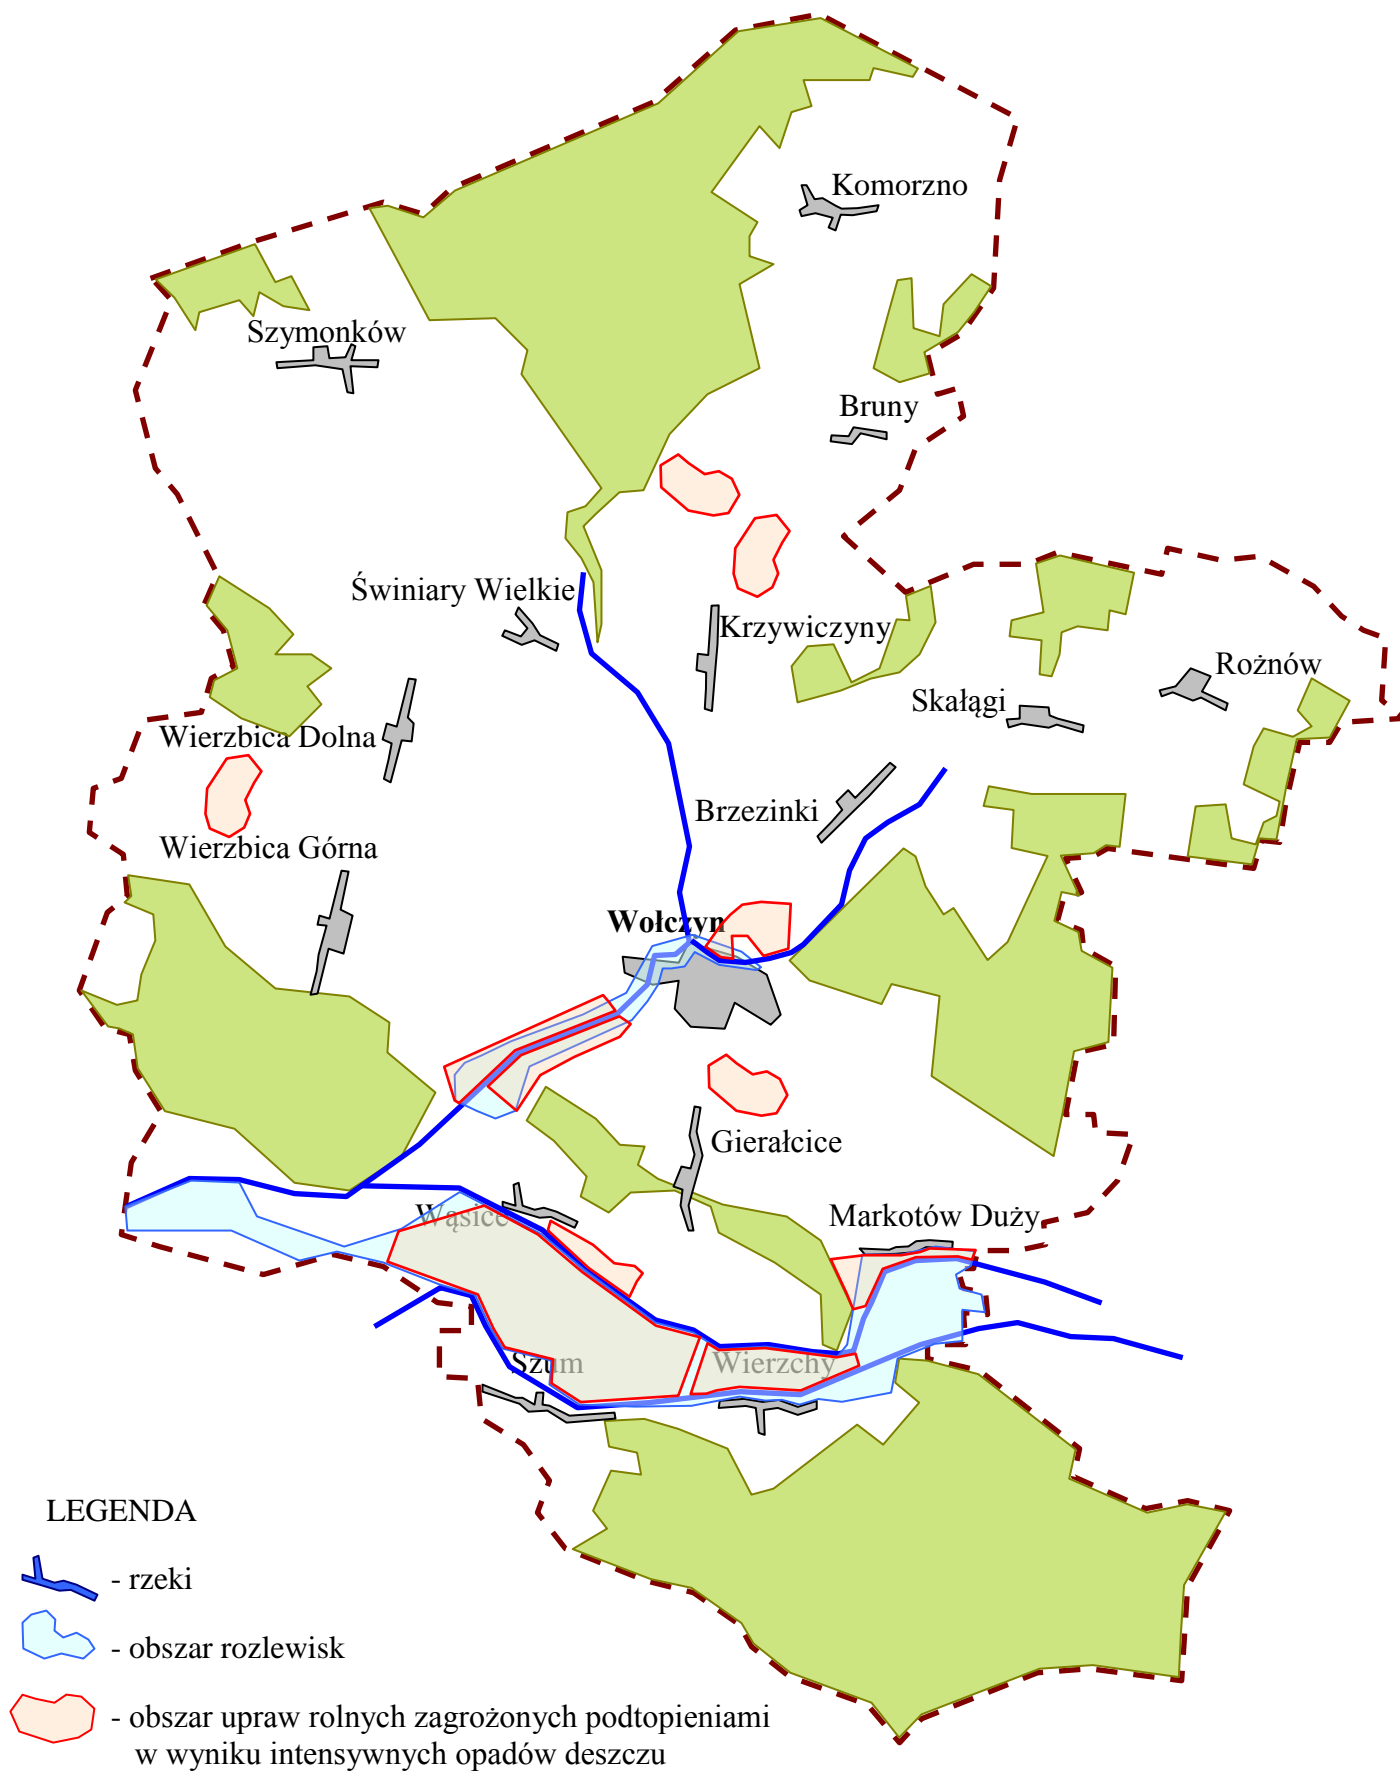 Komorzno
Szymonków
Bruny
Świniary Wielkie
Krzywiczyny
Rożnów
Skałągi
Wierzbica Dolna
Brzezinki
Wierzbica Górna
Wołczyn
Gierałcice
Wąsice
Markotów Duży
Szum
Wierzchy
LEGENDA
- rzeki
- obszar rozlewisk
- obszar upraw rolnych zagrożonych podtopieniami
w wyniku intensywnych opadów deszczu